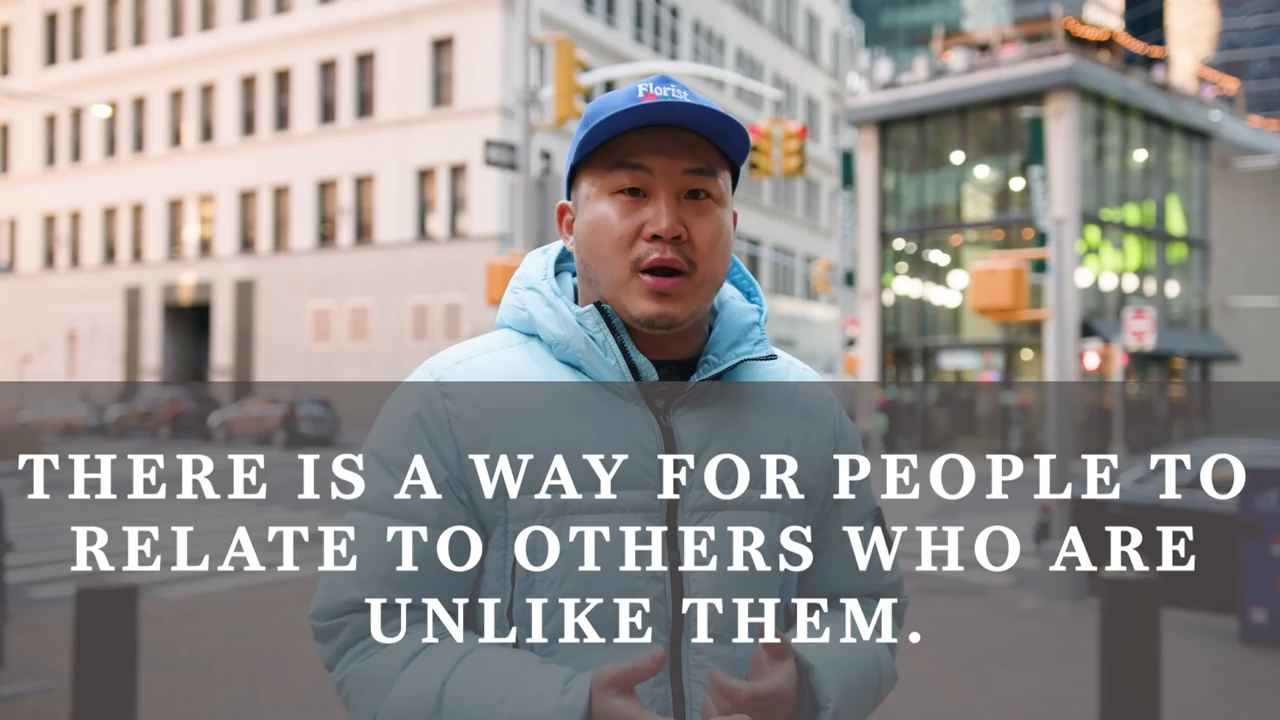 Florist
THERE IS A WAY FOR PEOPLE TO
RELATE TO OTHERS WHO ARE
UNLIKE THEM.